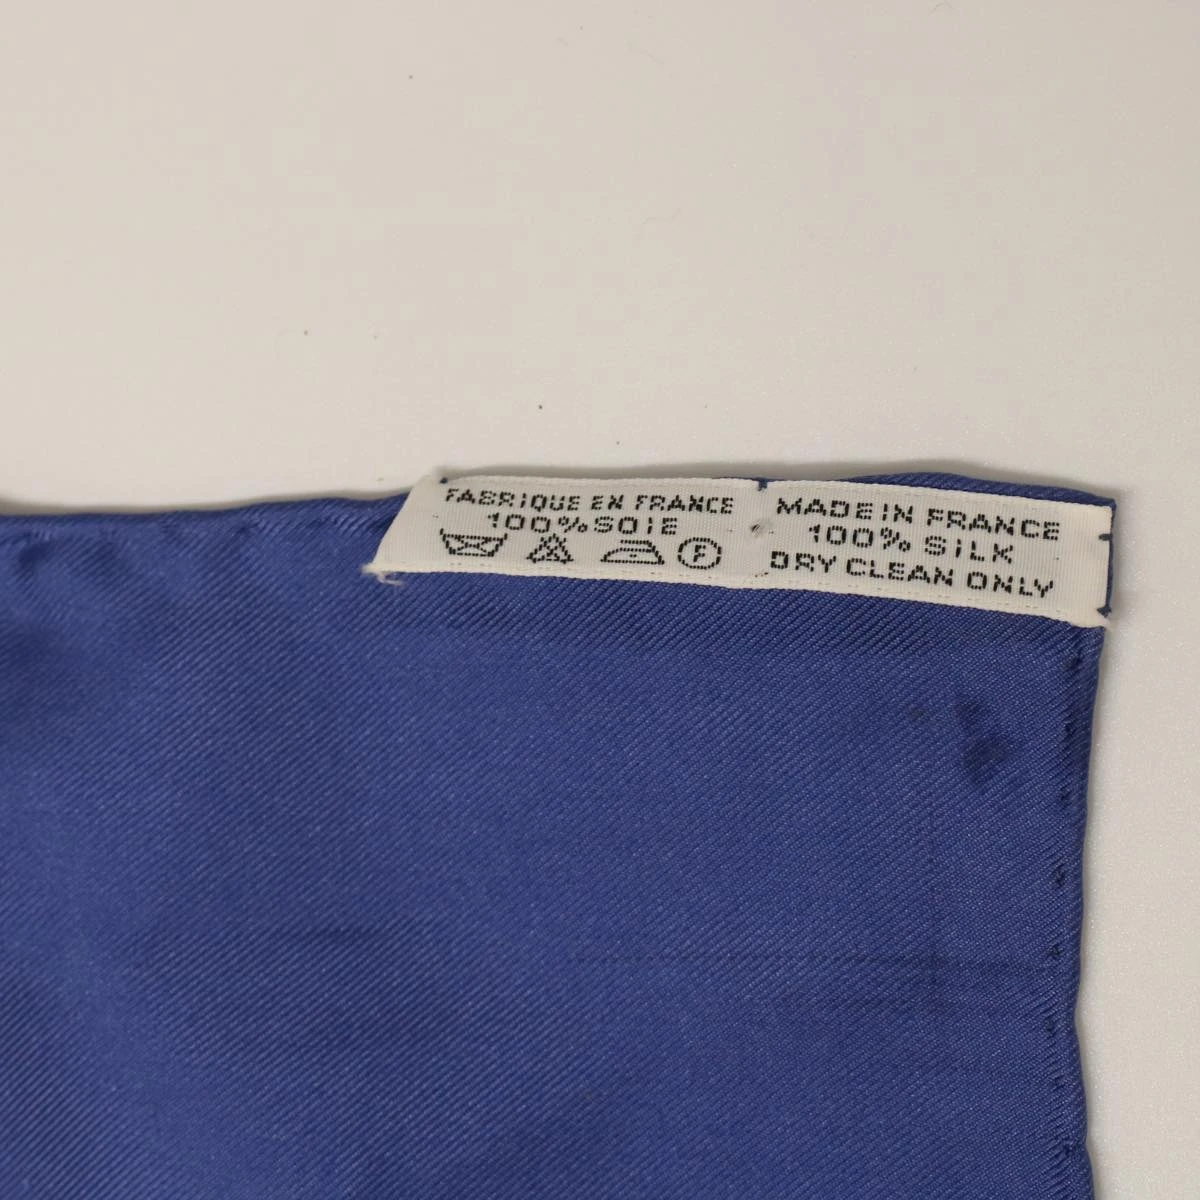 FABRIQUE EN FRANCE
100% SOIE
F
MADE IN FRANCE
100% SILK
DRY CLEAN ONLY